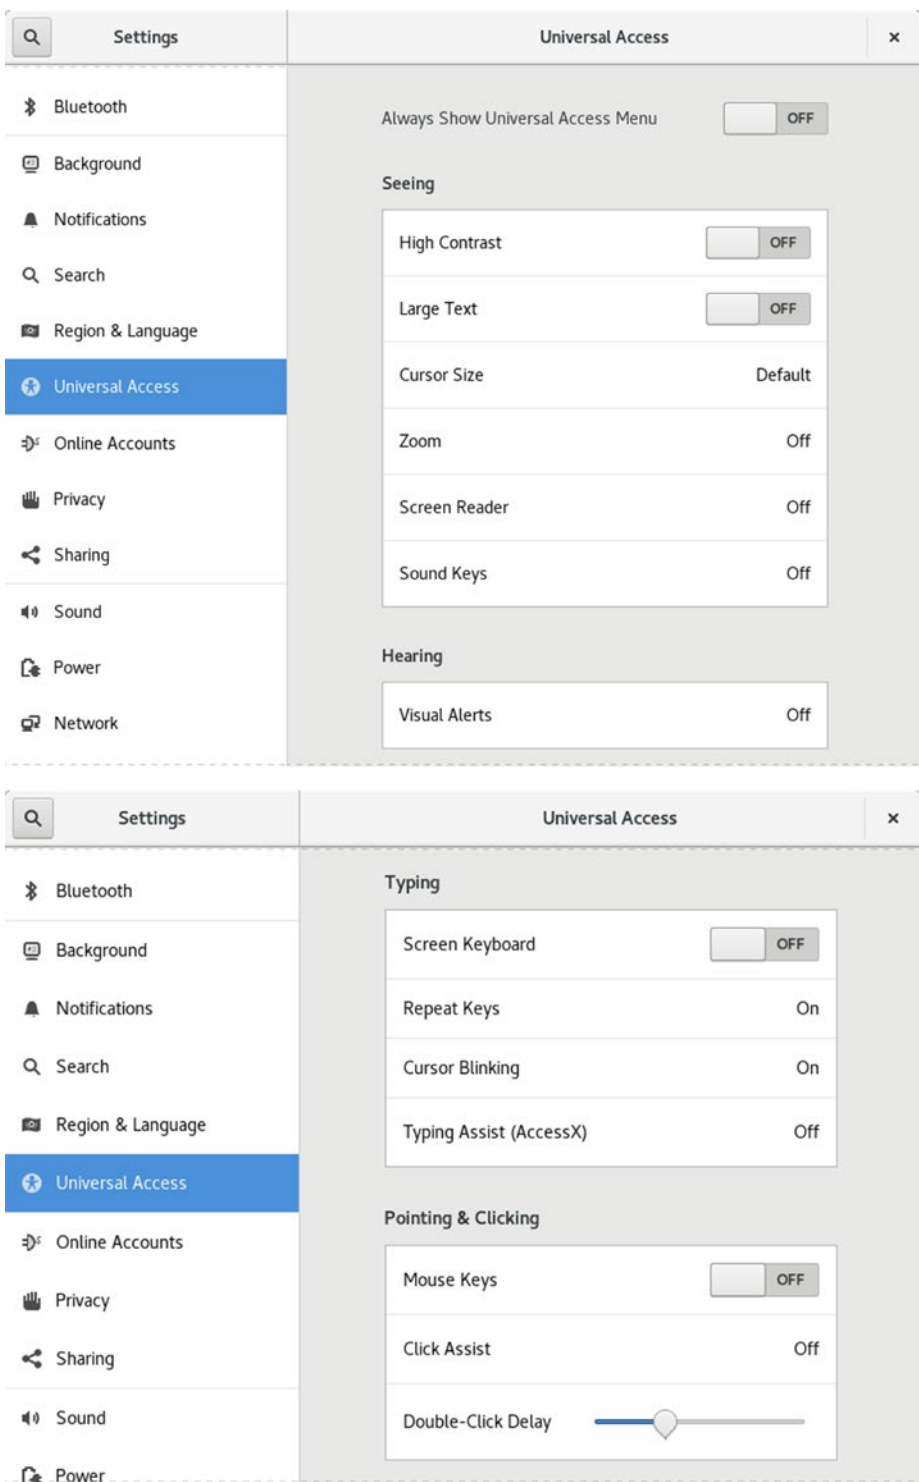 Settings
Universal Access
Bluetooth
Background
Notifications
Search
Region & Language
Universal Access
Online Accounts
Privacy
Sharing
Sound
Power
Network
Always Show Universal Access Menu OFF
Seeing
High Contrast OFF
Large Text OFF
Cursor Size Default
Zoom Off
Screen Reader Off
Sound Keys Off
Hearing
Visual Alerts Off
Settings
Universal Access
Bluetooth
Background
Notifications
Search
Region & Language
Universal Access
Online Accounts
Privacy
Sharing
Sound
Power
Typing
Screen Keyboard OFF
Repeat Keys On
Cursor Blinking On
Typing Assist (AccessX) Off
Pointing & Clicking
Mouse Keys OFF
Click Assist Off
Double-Click Delay